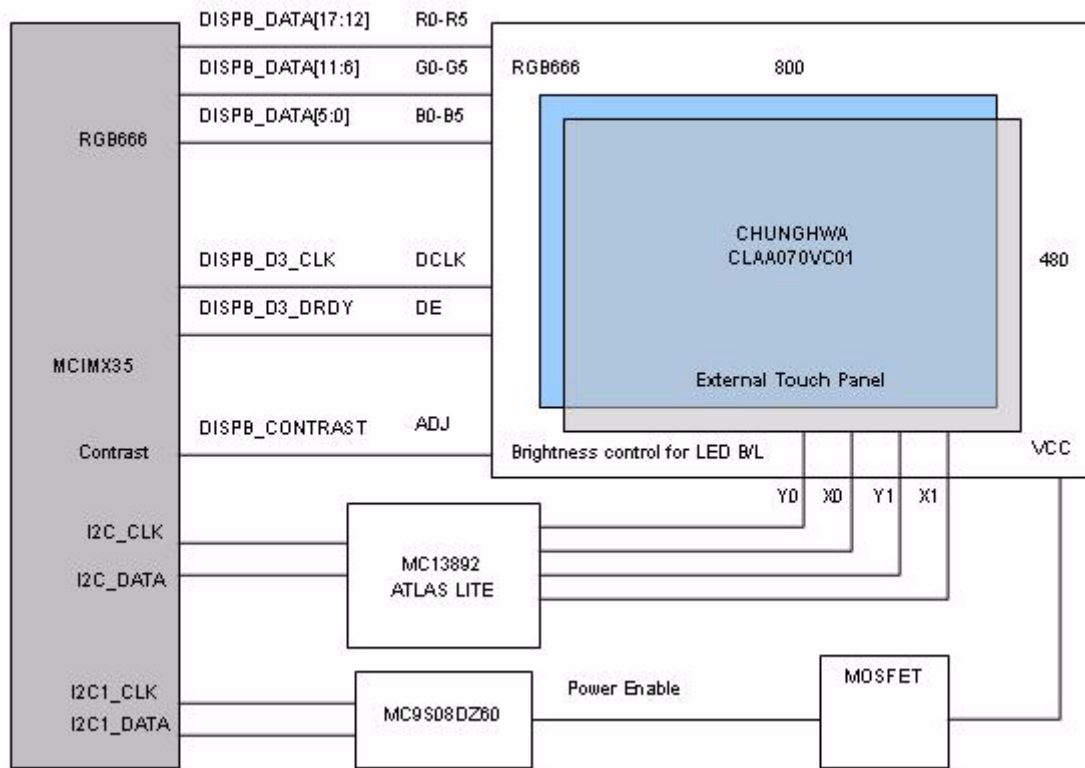 DISPB_DATA[17:12] R0-R5
DISPB_DATA[11:6] G0-G5
RGB666 800
DISPB_DATA[5:0] B0-B5
RGB666
CHUNGHWA
CLAA070VC01
DISPB_D3_CLK DCLK
480
DISPB_D3_DRDY DE
MCIMX35
External Touch Panel
DISPB_CONTRAST ADJ
Contrast
Brightness control for LED B/L
VCC
Y0 X0 Y1 X1
I2C_CLK
MC13892
ATLAS LITE
I2C_DATA
MOSFET
Power Enable
I2C1_CLK
MC9S08DZ60
I2C1_DATA